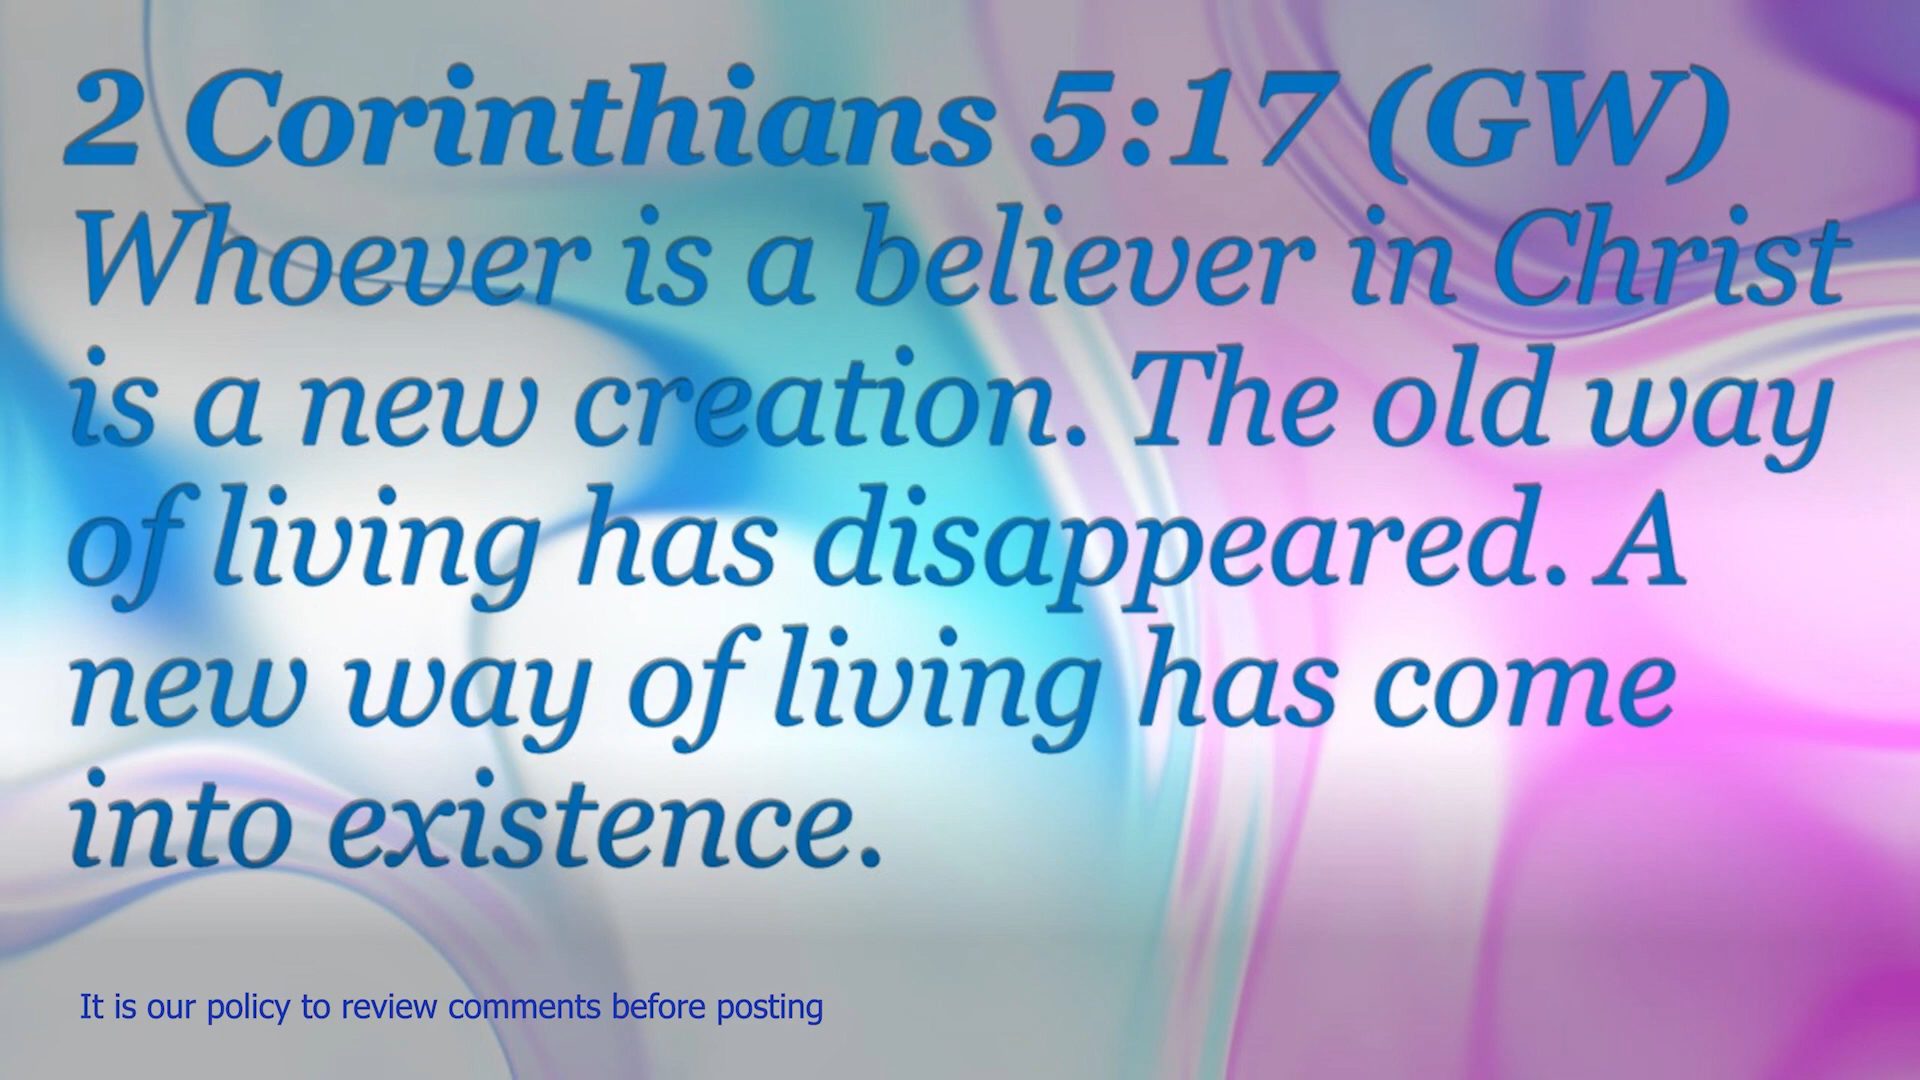 2 Corinthians 5:17 (GW)
Whoever is a believer in Christ
is a new creation. The old way
of living has disappeared. A
new way of living has come
into existence.
It is our policy to review comments before posting